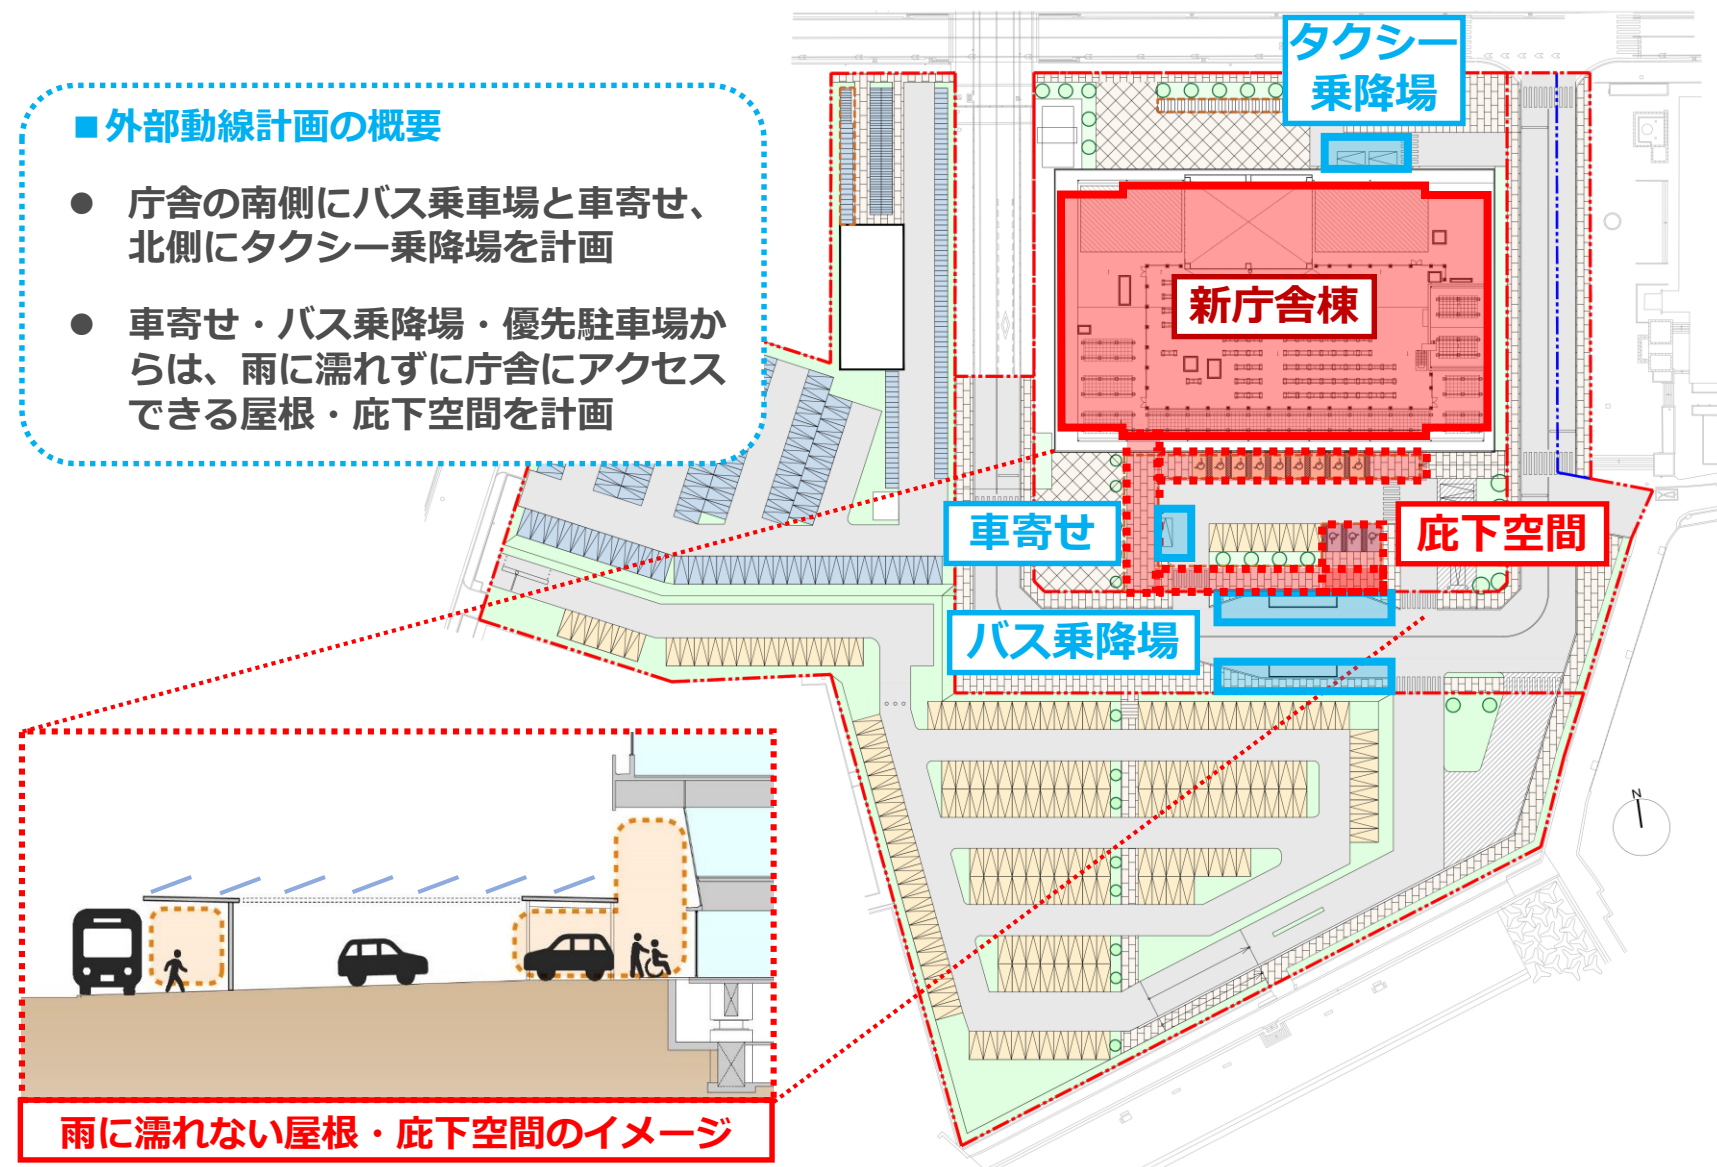 ■外部動線計画の概要
● 庁舎の南側にバス乗車場と車寄せ、
北側にタクシー乗降場を計画
● 車寄せ・バス乗降場・優先駐車場か
らは、雨に濡れずに庁舎にアクセス
できる屋根・庇下空間を計画
タクシー
乗降場
新庁舎棟
車寄せ
庇下空間
バス乗降場
N
雨に濡れない屋根・庇下空間のイメージ